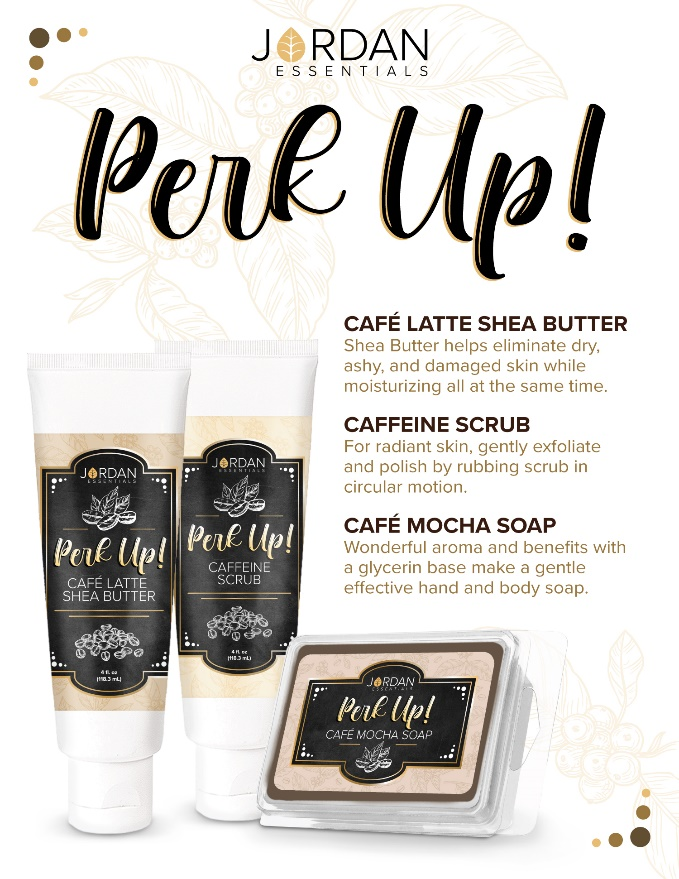 JORDAN
ESSENTIALS
Perk Up!
CAFÉ LATTE SHEA BUTTER
Shea Butter helps eliminate dry,
ashy, and damaged skin while
moisturizing all at the same time.
CAFFEINE SCRUB
For radiant skin, gently exfoliate
and polish by rubbing scrub in
circular motion.
CAFÉ MOCHA SOAP
Wonderful aroma and benefits with
a glycerin base make a gentle
effective hand and body soap.
JORDAN
ESSENTIALS
Perk Up!
CAFÉ LATTE
SHEA BUTTER
4 fl. oz
(118.3 mL)
JORDAN
ESSENTIALS
Perk Up!
CAFFEINE
SCRUB
4 fl. oz
(118.3 mL)
JORDAN
ESSENTIALS
Perk Up!
CAFÉ MOCHA SOAP